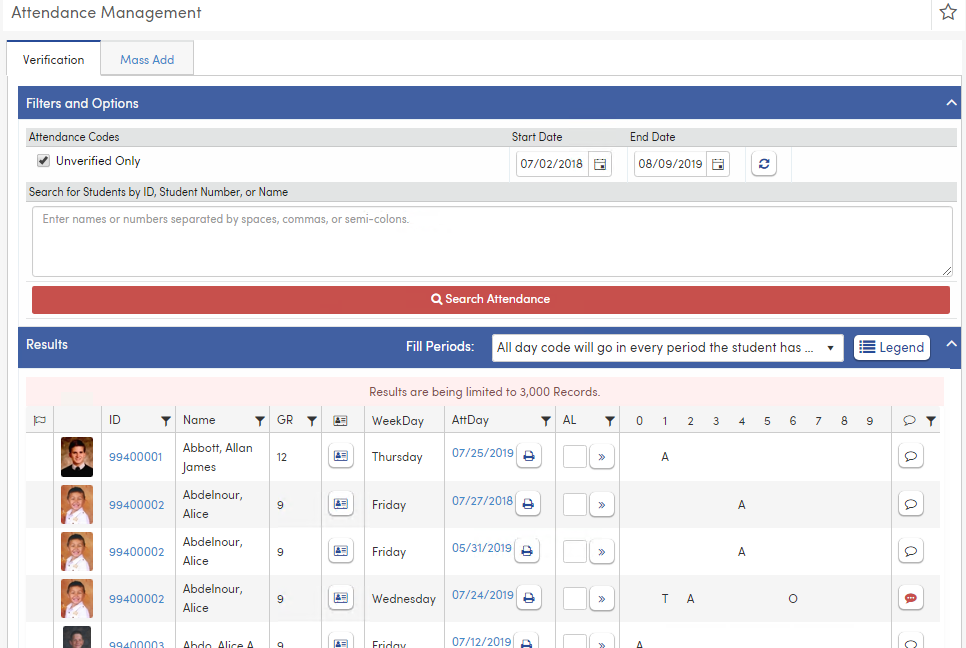 Attendance Management
Verification
Mass Add
Filters and Options
Attendance Codes Start Date End Date
Unverified Only 07/02/2018 08/09/2019
Search for Students by ID, Student Number, or Name
Enter names or numbers separated by spaces, commas, or semi-colons.
Search Attendance
Results Fill Periods: All day code will go in every period the student has ... Legend
Results are being limited to 3,000 Records.
ID Name GR WeekDay AttDay AL 0 1 2 3 4 5 6 7 8 9
99400001 Abbott, Allan James 12 Thursday 07/25/2019 » A
99400002 Abdelnour, Alice 9 Friday 07/27/2018 » A
99400002 Abdelnour, Alice 9 Friday 05/31/2019 » A
99400002 Abdelnour, Alice 9 Wednesday 07/24/2019 » T A O
99400003 Abdo, Alice A 9 Friday 07/12/2019 » A